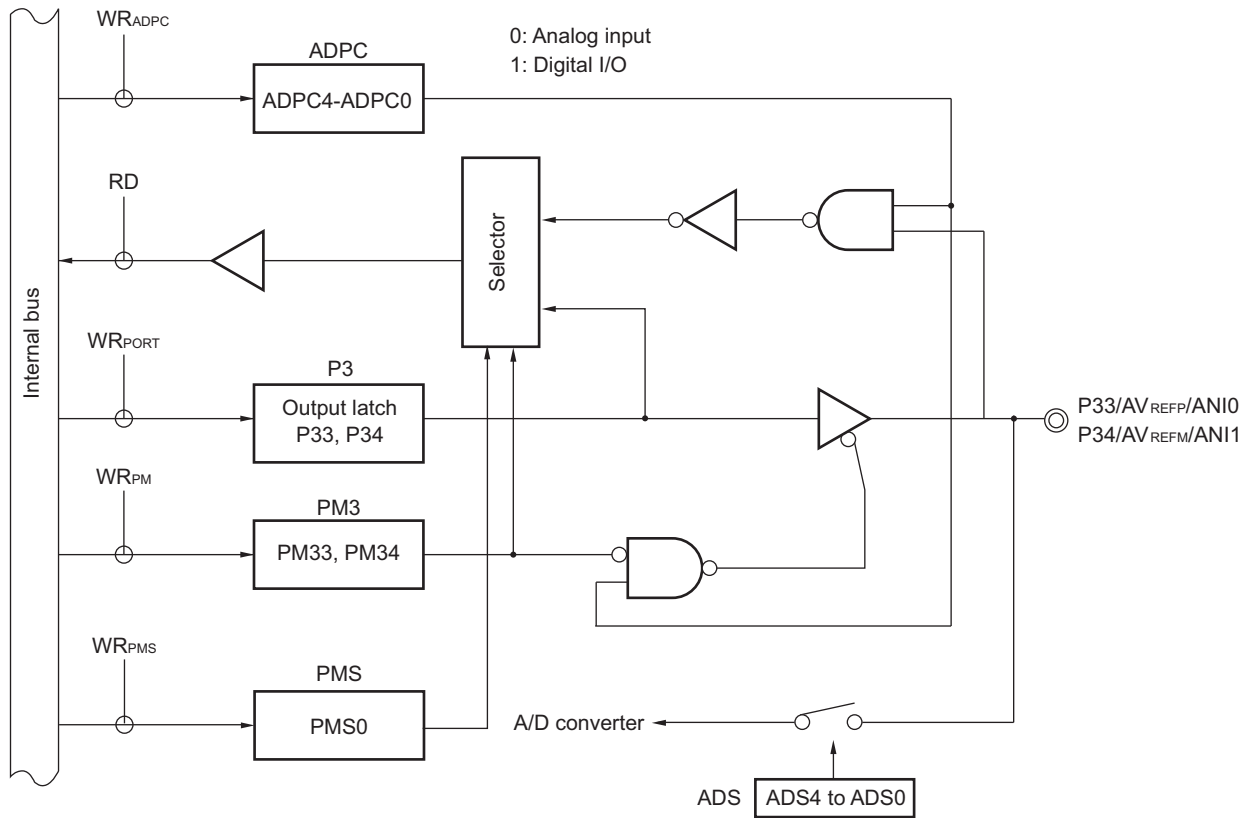 WRADPC
0: Analog input
1: Digital I/O
ADPC
ADPC4-ADPC0
RD
Selector
Internal bus
WRPORT
P3
Output latch
P33, P34
P33/AVREFP/ANI0
P34/AVREFM/ANI1
WRPM
PM3
PM33, PM34
WRPMS
PMS
PMS0
A/D converter
ADS
ADS4 to ADS0